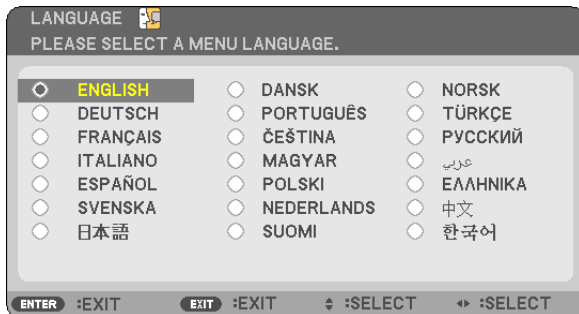 LANGUAGE
PLEASE SELECT A MENU LANGUAGE.
ENGLISH
DEUTSCH
FRANÇAIS
ITALIANO
ESPAÑOL
SVENSKA
日本語
DANSK
PORTUGUÊS
ČEŠTINA
MAGYAR
POLSKI
NEDERLANDS
SUOMI
NORSK
TÜRKÇE
РУССКИЙ
عربي
ΕΛΛΗΝΙΚΑ
中文
한국어
ENTER :EXIT EXIT :EXIT :SELECT :SELECT